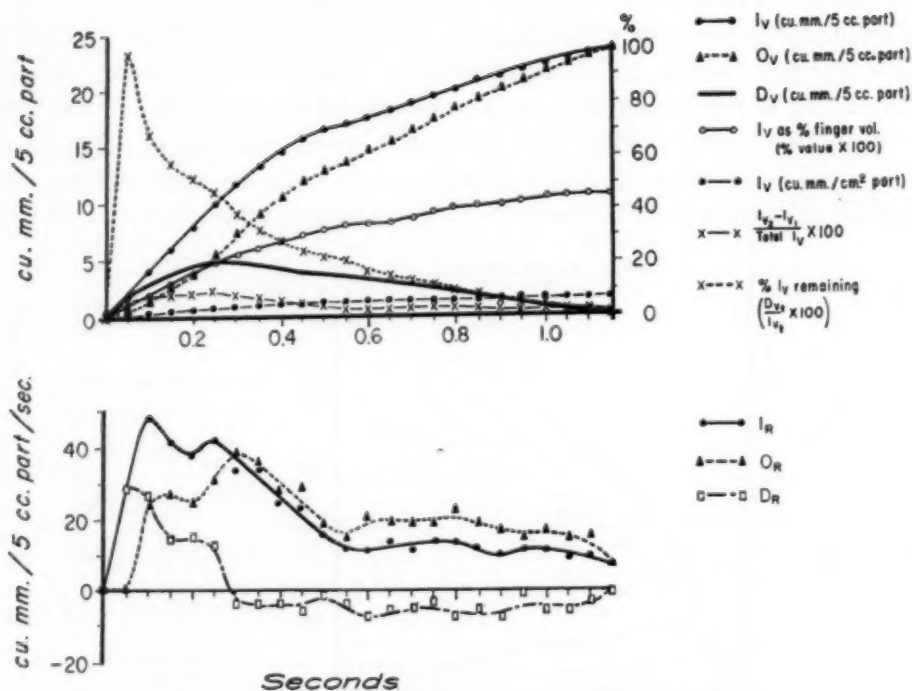 cu. mm./5 cc. part
25
20
15
10
5
0
%
100
80
60
40
20
0
0.2
0.4
0.6
0.8
1.0
IV (cu. mm./5 cc. part)
OV (cu. mm./5 cc. part)
DV (cu. mm./5 cc. part)
IV as % finger vol.
(% value X 100)
IV (cu. mm./cm² part)
IV2-IV1
Total IV X 100
% IV remaining
(DV2
IV2 X 100)
cu. mm./5 cc. part/sec.
40
20
0
-20
IR
OR
DR
Seconds